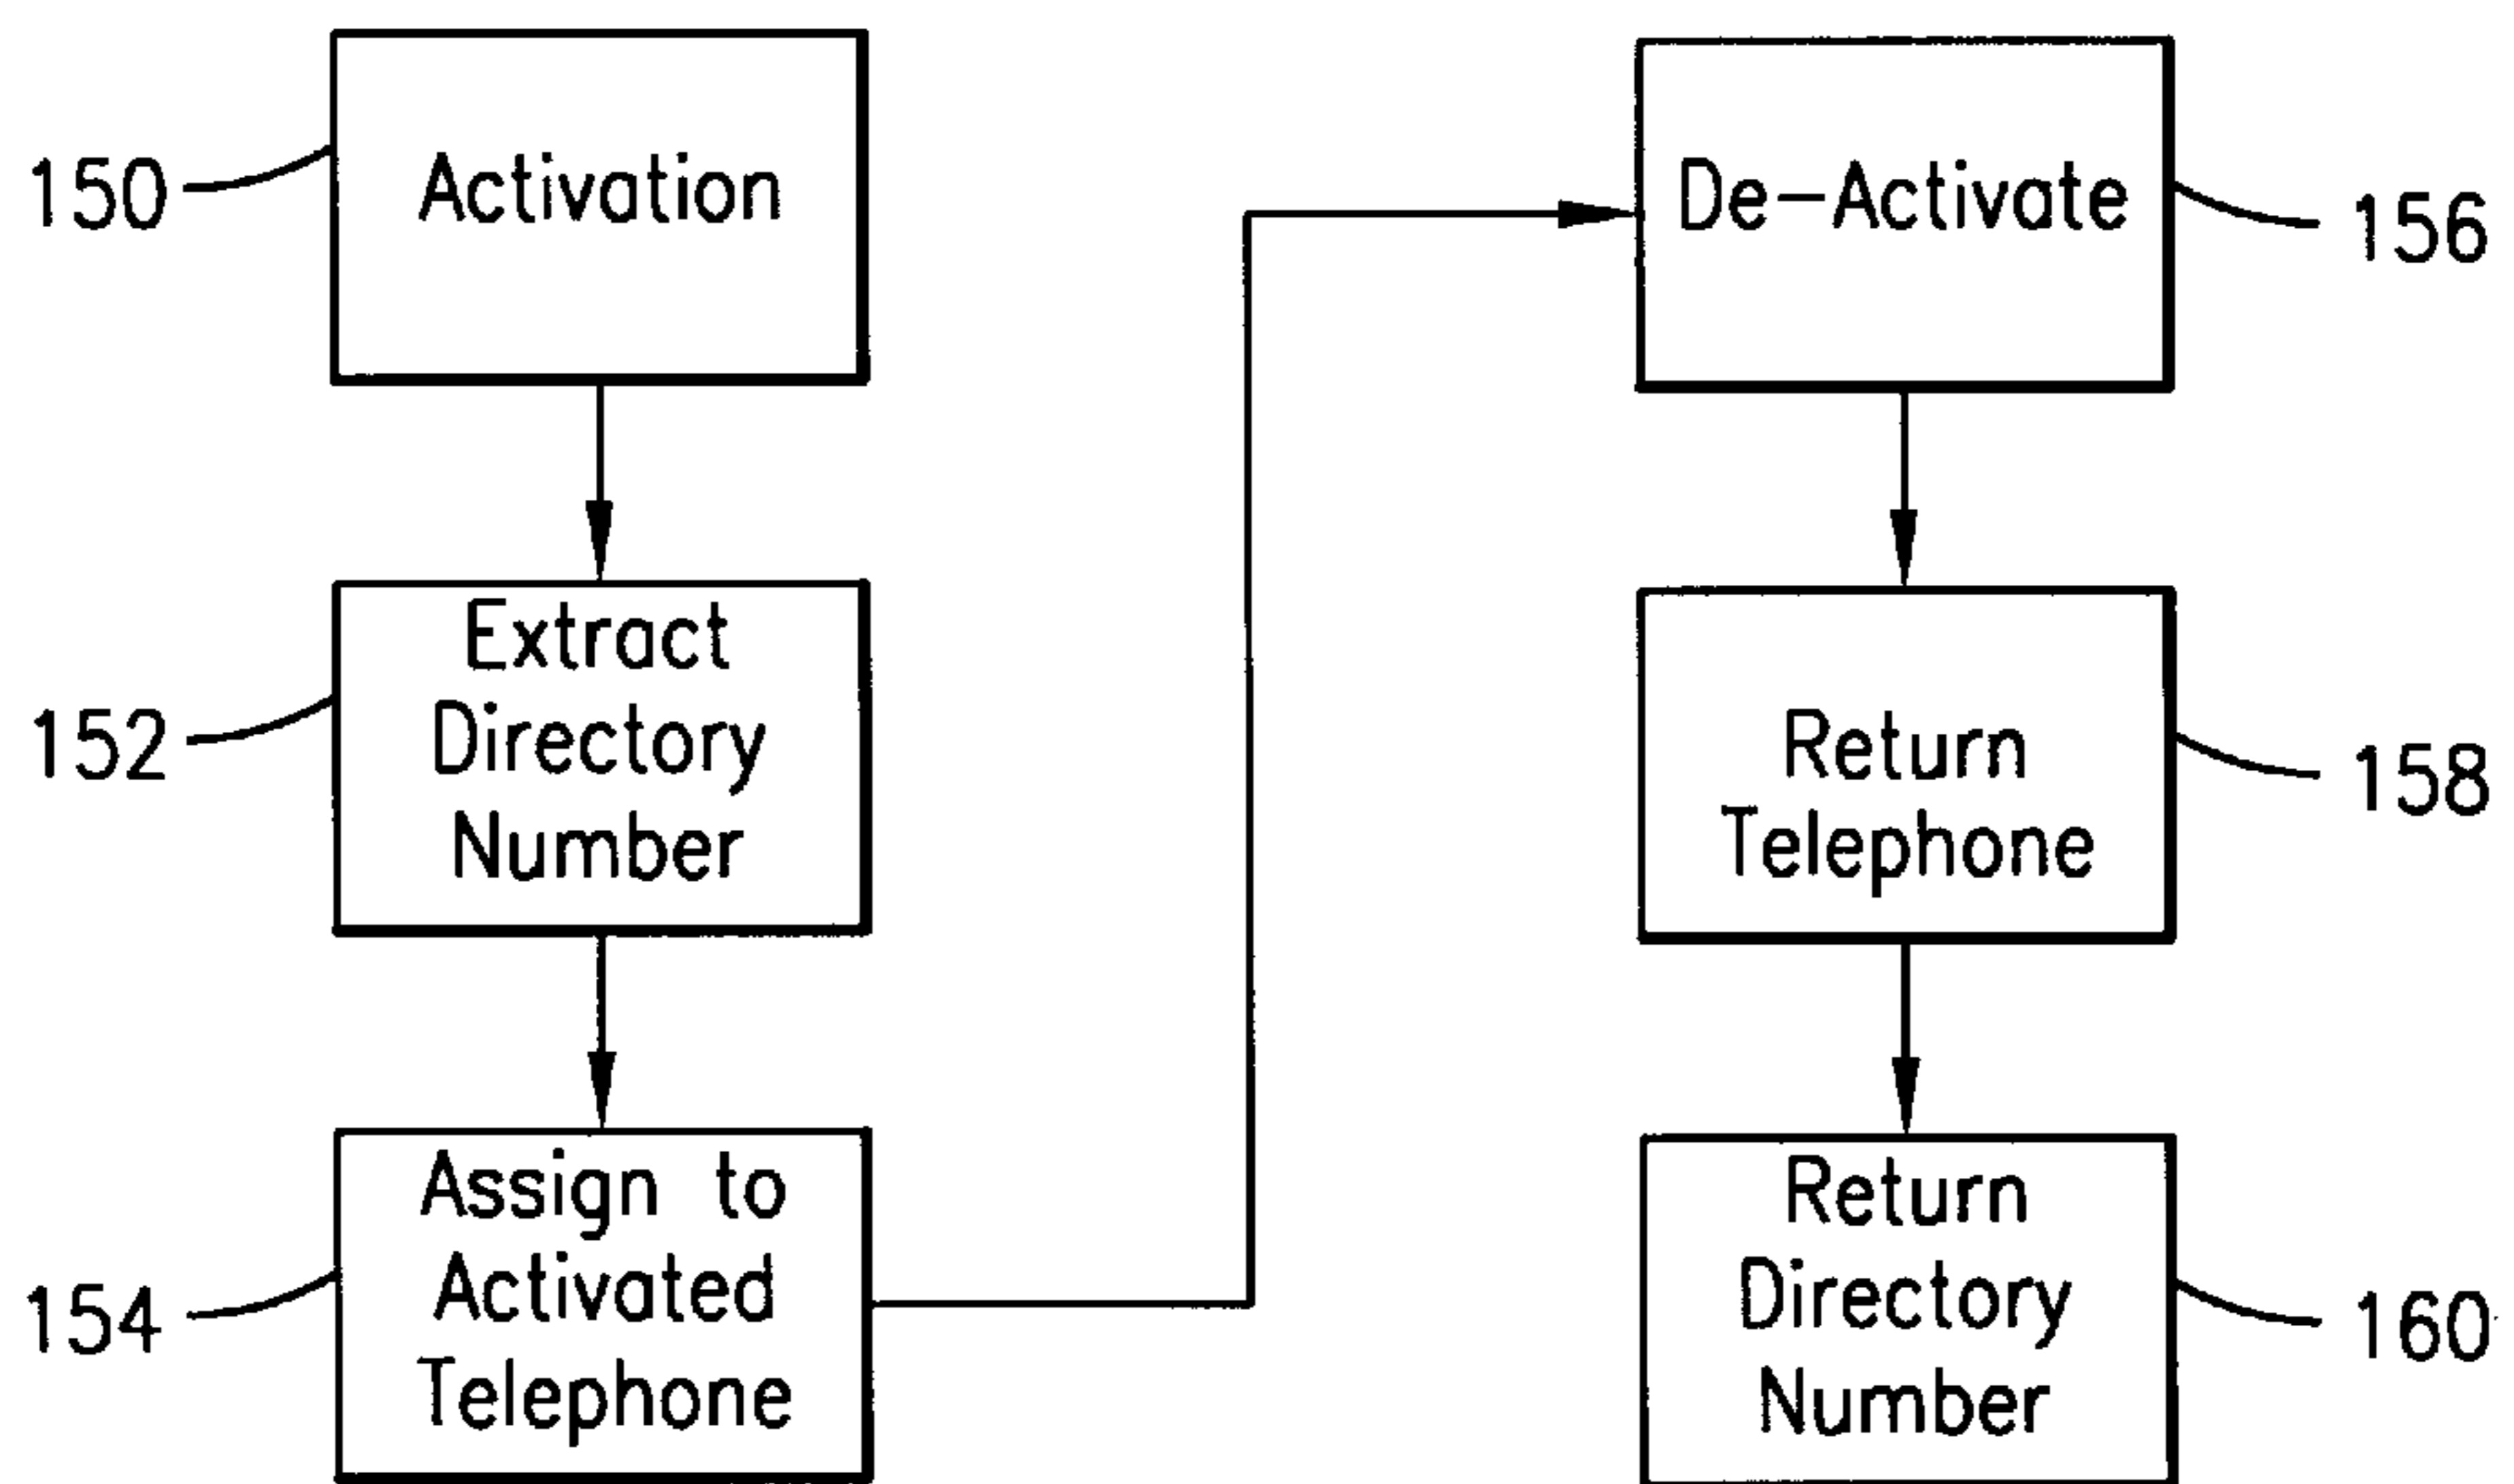 150
Activation
152
Extract
Directory
Number
154
Assign to
Activated
Telephone
De-Activate
156
Return
Telephone
158
Return
Directory
Number
160